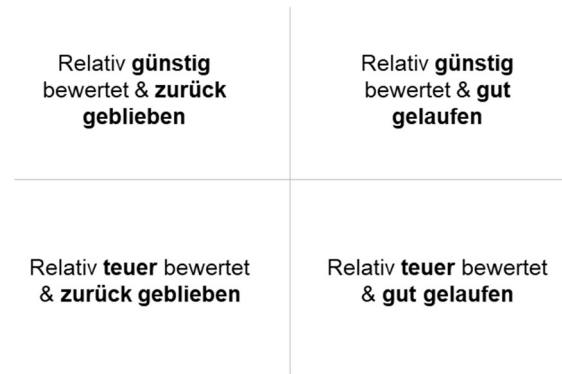 Relativ günstig
bewertet & zurück
geblieben
Relativ günstig
bewertet & gut
gelaufen
Relativ teuer bewertet
& zurück geblieben
Relativ teuer bewertet
& gut gelaufen